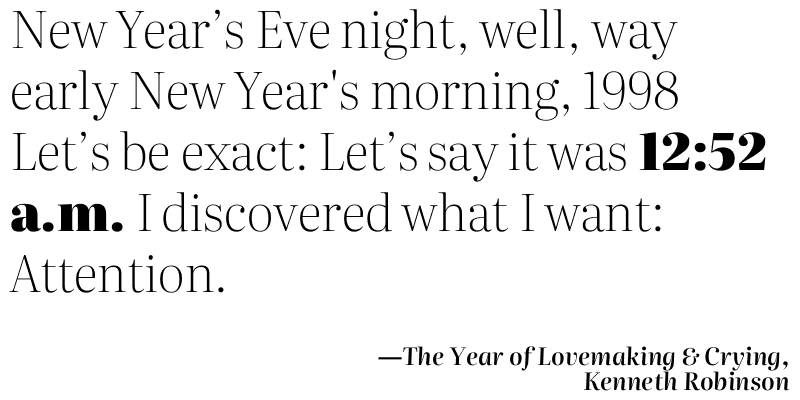 New Year’s Eve night, well, way
early New Year's morning, 1998
Let’s be exact: Let’s say it was 12:52
a.m. I discovered what I want:
Attention.
—The Year of Lovemaking & Crying,
Kenneth Robinson